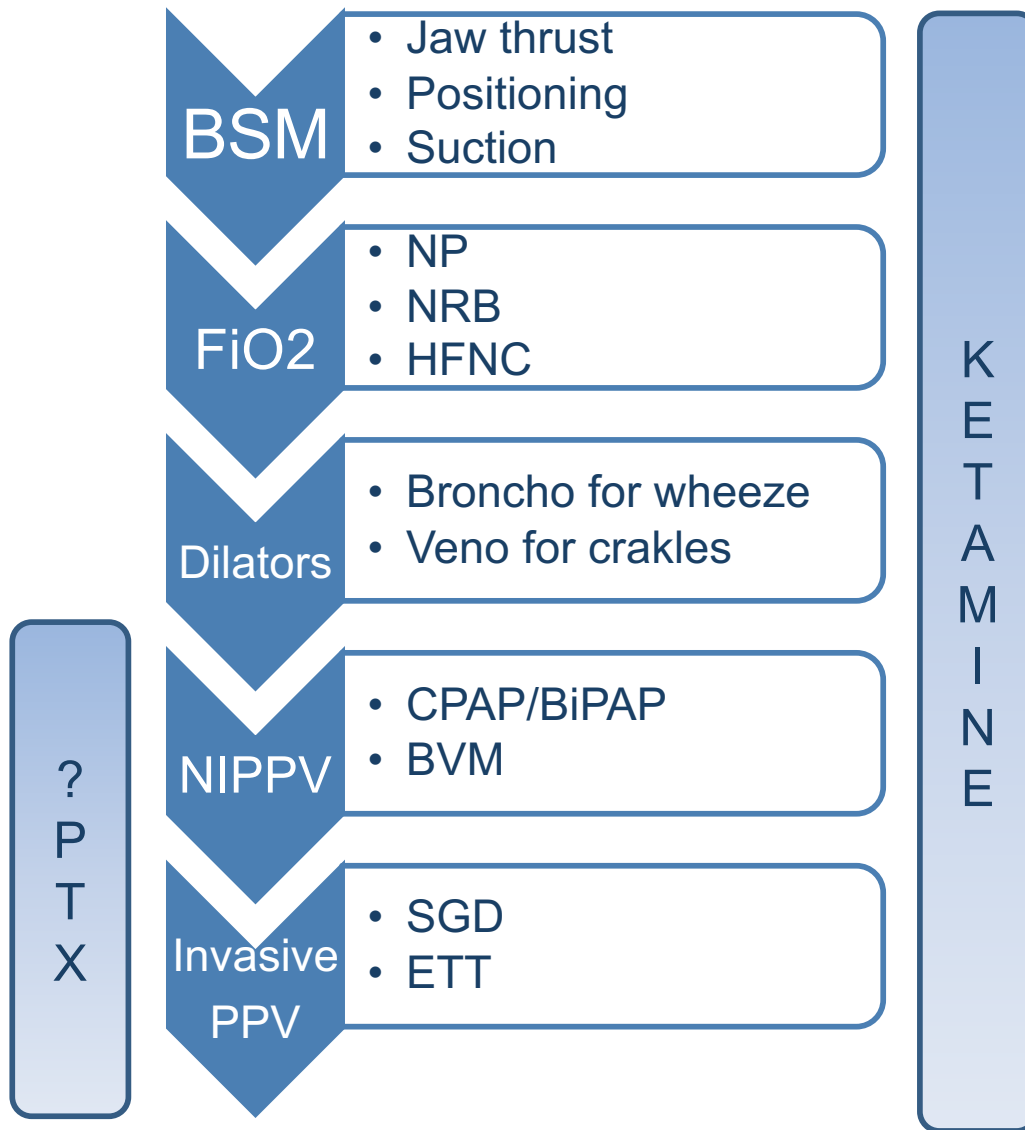 BSM
• Jaw thrust
• Positioning
• Suction
FiO2
• NP
• NRB
• HFNC
Dilators
• Broncho for wheeze
• Veno for crakles
NIPPV
• CPAP/BiPAP
• BVM
Invasive
PPV
• SGD
• ETT
?
P
T
X
K
E
T
A
M
I
N
E